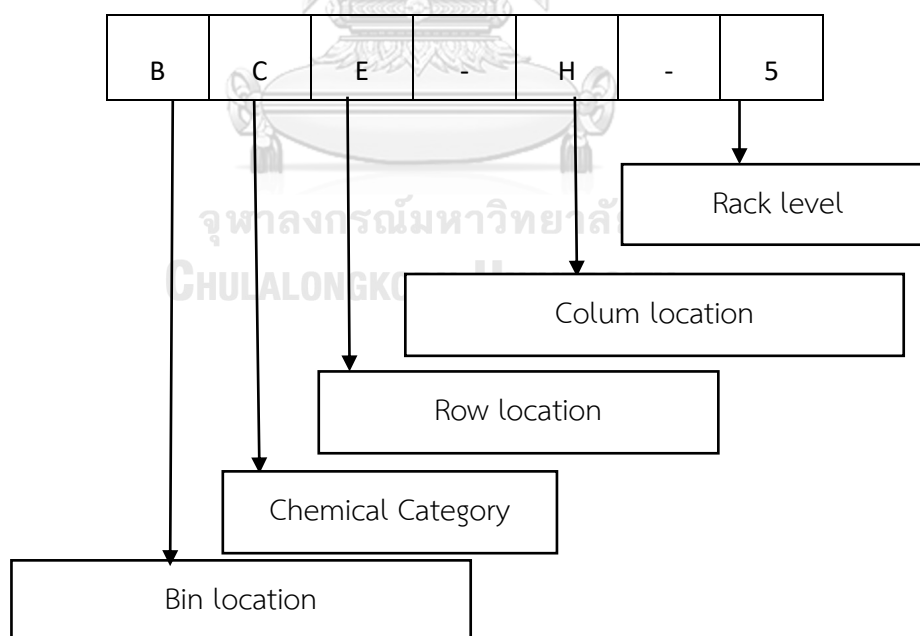 B C E - H - 5
Rack level
จุฬาลงกรณ์มหาวิทยาลัย
CHULALONGKO
Colum location
Row location
Chemical Category
Bin location